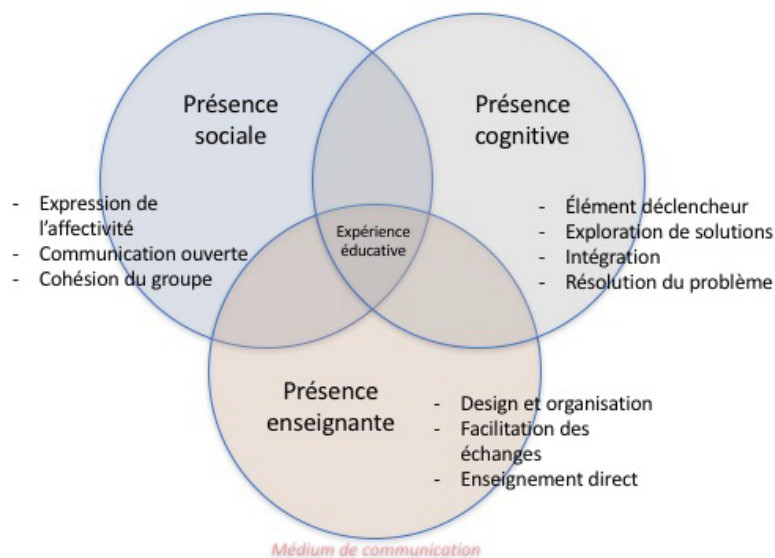 Présence
sociale
Présence
cognitive
- Expression de
l'affectivité
- Communication ouverte
- Cohésion du groupe
Expérience
éducative
- Élément déclencheur
- Exploration de solutions
- Intégration
- Résolution du problème
Présence
enseignante
- Design et organisation
- Facilitation des
échanges
- Enseignement direct
Médium de communication